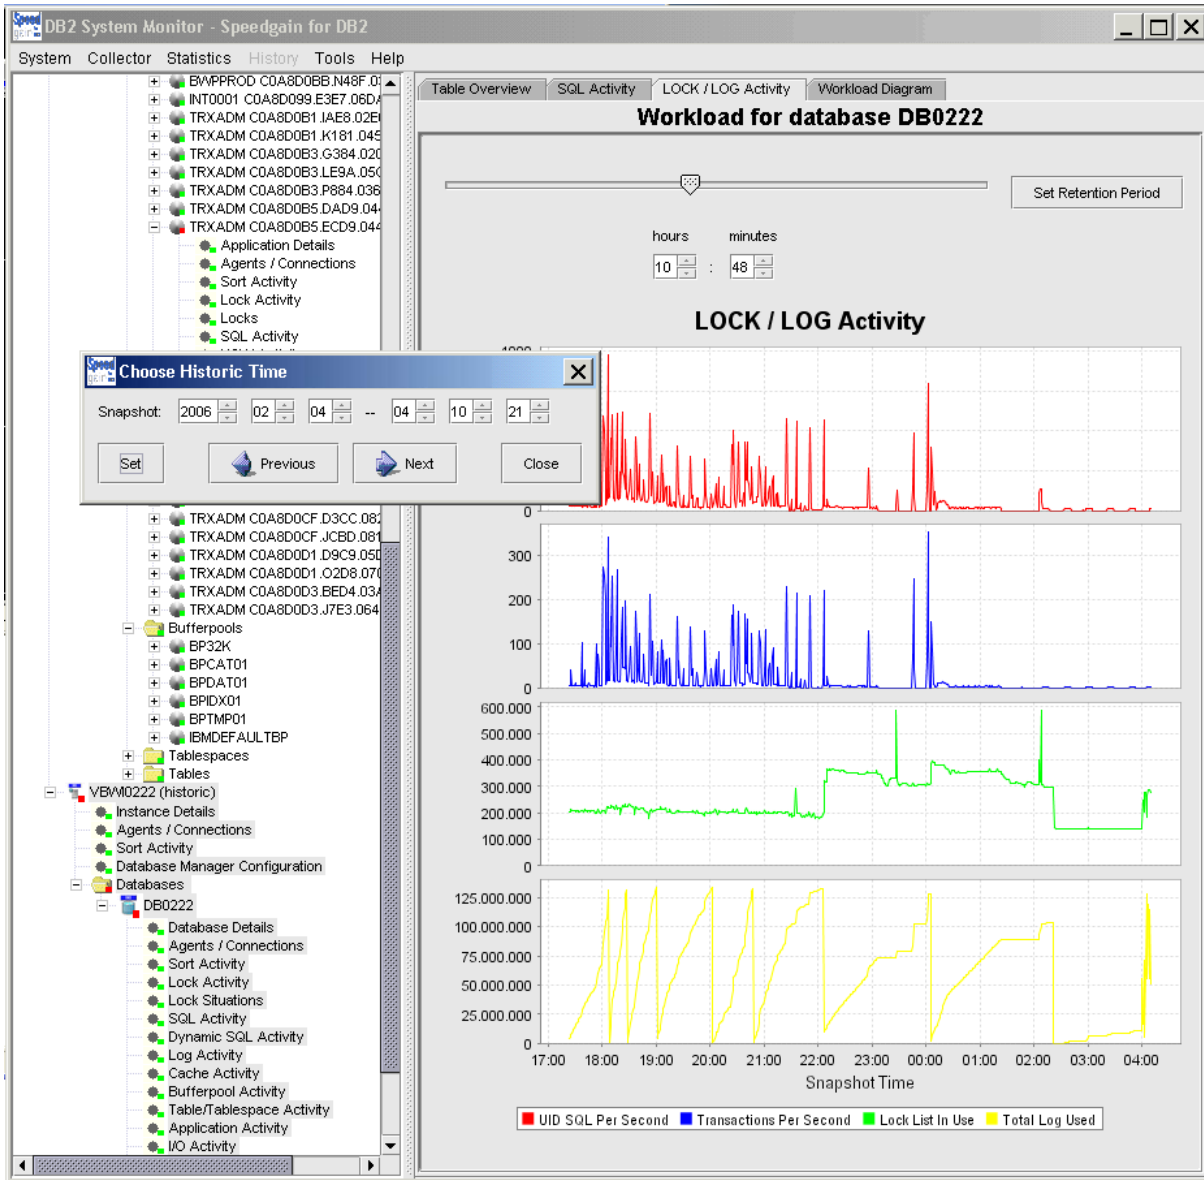 DB2 System Monitor - Speedgain for DB2
System Collector Statistics History Tools Help
BWPPROD C0A8D0BB.N48F.0
INT0001 C0A8D099.E3E7.06D
TRXADM C0A8D0B1.IAE8.02E
TRXADM C0A8D0B1.K181.045
TRXADM C0A8D0B3.G384.020
TRXADM C0A8D0B3.LE9A.05
TRXADM C0A8D0B3.P884.036
TRXADM C0A8D0B5.DAD9.04
TRXADM C0A8D0B5.ECD9.044
Application Details
Agents / Connections
Sort Activity
Lock Activity
Locks
SQL Activity
Table Overview
SQL Activity
LOCK / LOG Activity
Workload Diagram
Workload for database DB0222
Set Retention Period
hours minutes
10 : 48
LOCK / LOG Activity
Choose Historic Time
Snapshot: 2006 02 04 -- 04 10 21
Set Previous Next Close
TRXADM C0A8D0CF.D3CC.082
TRXADM C0A8D0CF.JCBD.081
TRXADM C0A8D0D1.D9C9.05
TRXADM C0A8D0D1.O2D8.070
TRXADM C0A8D0D3.BED4.03
TRXADM C0A8D0D3.J7E3.064
Bufferpools
BP32K
BPCAT01
BPDAT01
BPIDX01
BPTMP01
IBMDEFAULTBP
Tablespaces
Tables
VBWI0222 (historic)
Instance Details
Agents / Connections
Sort Activity
Database Manager Configuration
Databases
DB0222
Database Details
Agents / Connections
Sort Activity
Lock Activity
Lock Situations
SQL Activity
Dynamic SQL Activity
Log Activity
Cache Activity
Bufferpool Activity
Table/Tablespace Activity
Application Activity
I/O Activity
0
300
200
100
0
600.000
500.000
400.000
300.000
200.000
100.000
0
125.000.000
100.000.000
75.000.000
50.000.000
25.000.000
0
17:00 18:00 19:00 20:00 21:00 22:00 23:00 00:00 01:00 02:00 03:00 04:00
Snapshot Time
UID SQL Per Second Transactions Per Second Lock List In Use Total Log Used